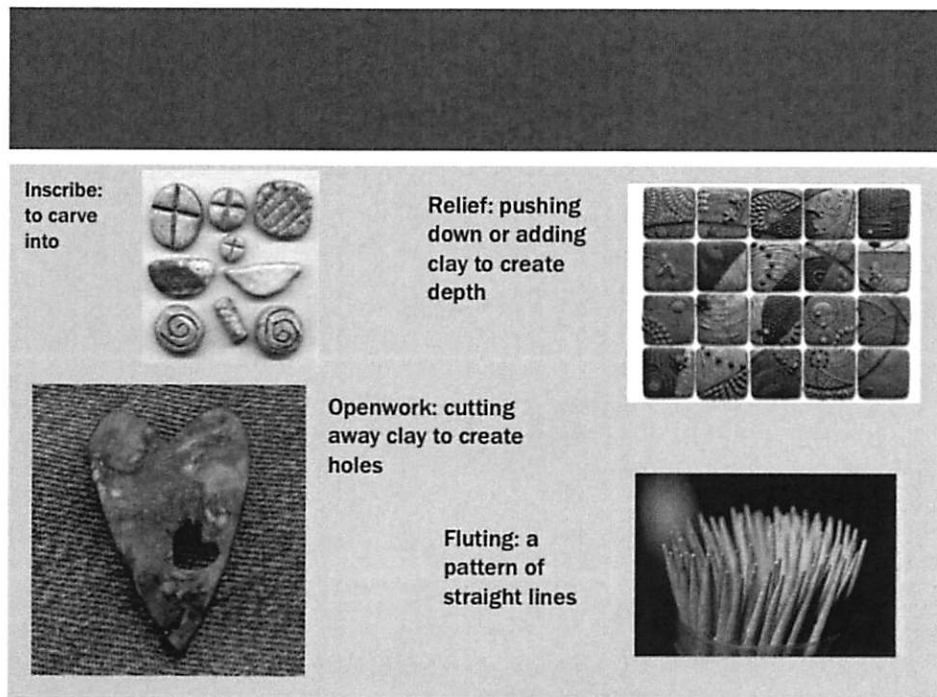 Inscribe:
to carve
into
Relief: pushing
down or adding
clay to create
depth
Openwork: cutting
away clay to create
holes
Fluting: a
pattern of
straight lines